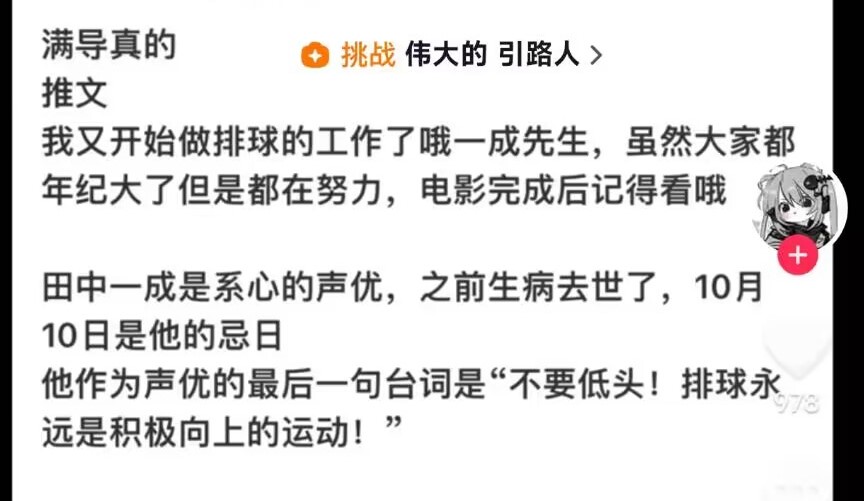 满导真的
挑战 伟大的 引路人
推文
我又开始做排球的工作了哦一成先生，虽然大家都
年纪大了但是都在努力，电影完成后记得看哦
田中一成是系心的声优，之前生病去世了，10月
10日是他的忌日
他作为声优的最后一句台词是“不要低头！排球永
远是积极向上的运动！”
978